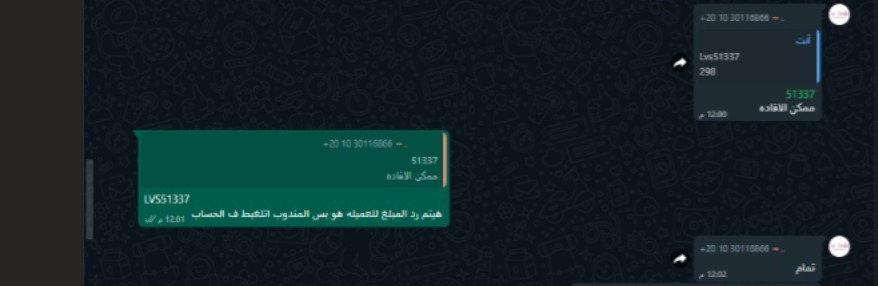 +20 10 30116866 ~ .
أنت
Lvs51337
298
51337
ممكن الافاده
12:00 م
+20 10 30116866 ~ .
51337
ممكن الافاده
LVS51337
هيتم رد المبلغ للعميله هو بس المندوب اتلغبط ف الحساب
12:01 م
+20 10 30116866 ~ .
تمام
12:02 م